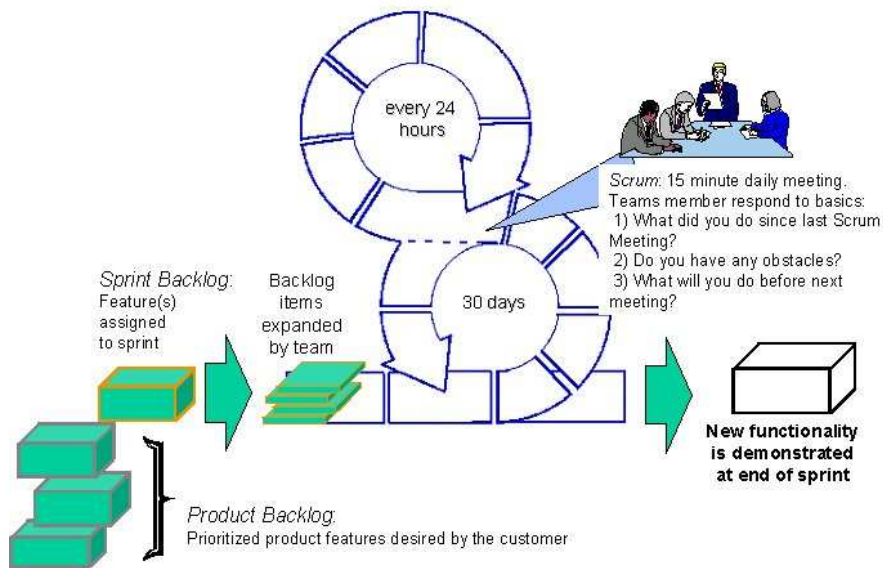 every 24
hours
Scrum: 15 minute daily meeting.
Teams member respond to basics:
1) What did you do since last Scrum
Meeting?
2) Do you have any obstacles?
3) What will you do before next
meeting?
Sprint Backlog:
Feature(s)
assigned
to sprint
Backlog
items
expanded
by team
30 days
New functionality
is demonstrated
at end of sprint
Product Backlog:
Prioritized product features desired by the customer